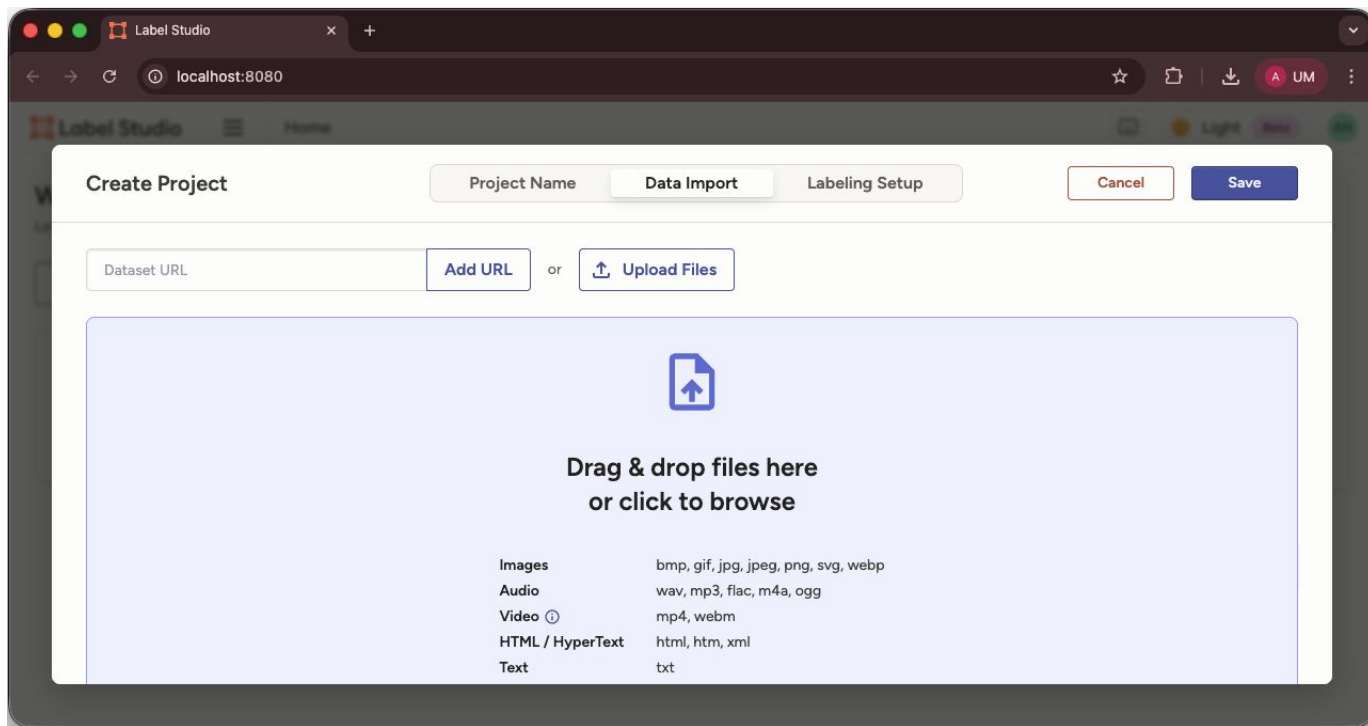 Label Studio
localhost:8080
A UM
Label Studio Home Light Beta
Create Project Project Name Data Import Labeling Setup Cancel Save
Dataset URL Add URL or Upload Files
Drag & drop files here
or click to browse
Images bmp, gif, jpg, jpeg, png, svg, webp
Audio wav, mp3, flac, m4a, ogg
Video mp4, webm
HTML / HyperText html, htm, xml
Text txt